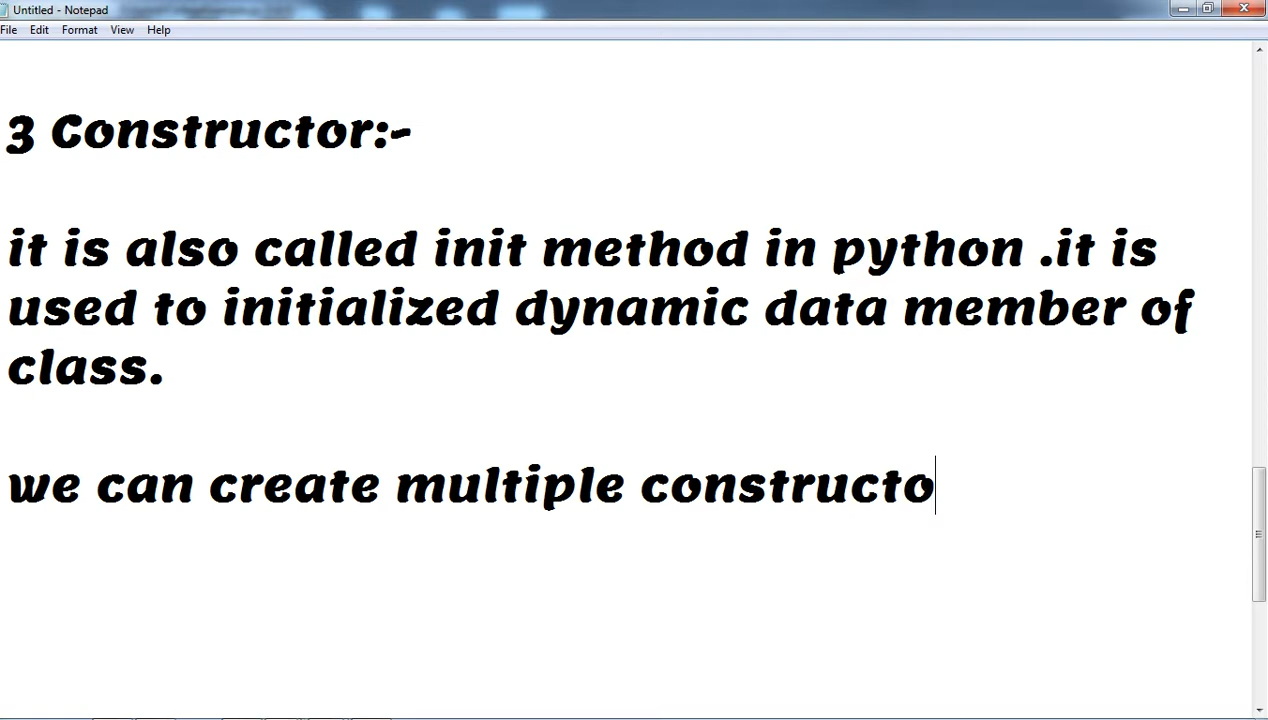 Untitled - Notepad
File Edit Format View Help
3 Constructor:-
it is also called init method in python .it is
used to initialized dynamic data member of
class.
we can create multiple constructo